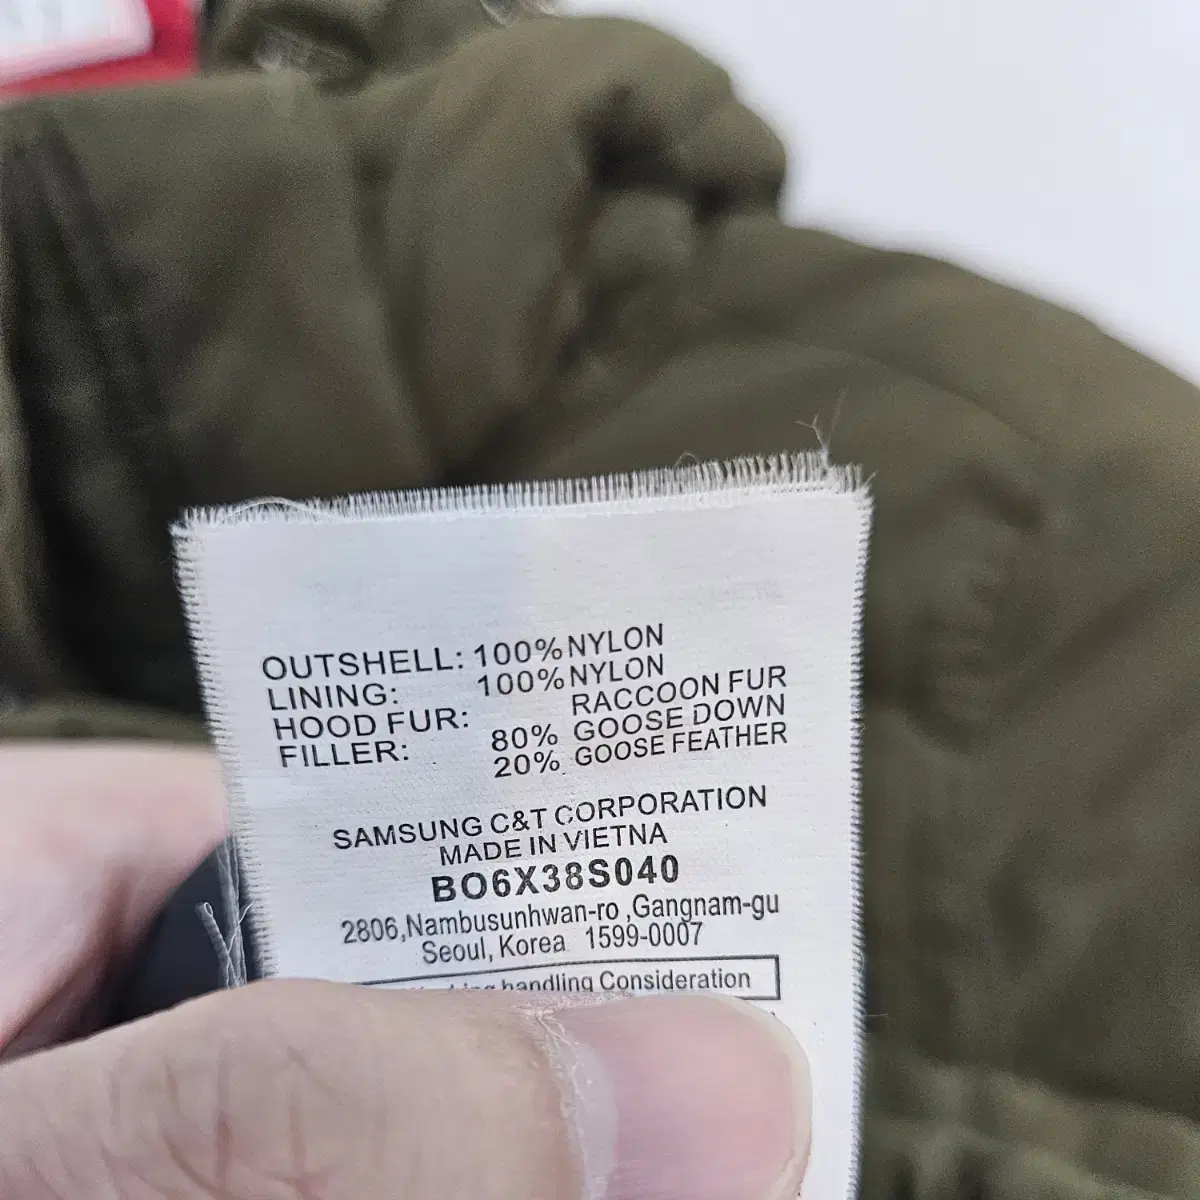 OUTSHELL: 100% NYLON
LINING: 100% NYLON
HOOD FUR: RACCOON FUR
FILLER: 80% GOOSE DOWN
20% GOOSE FEATHER
SAMSUNG C&T CORPORATION
MADE IN VIETNA
BO6X38S040
2806,Nambusunhwan-ro ,Gangnam-gu
Seoul, Korea 1599-0007
handling Consideration